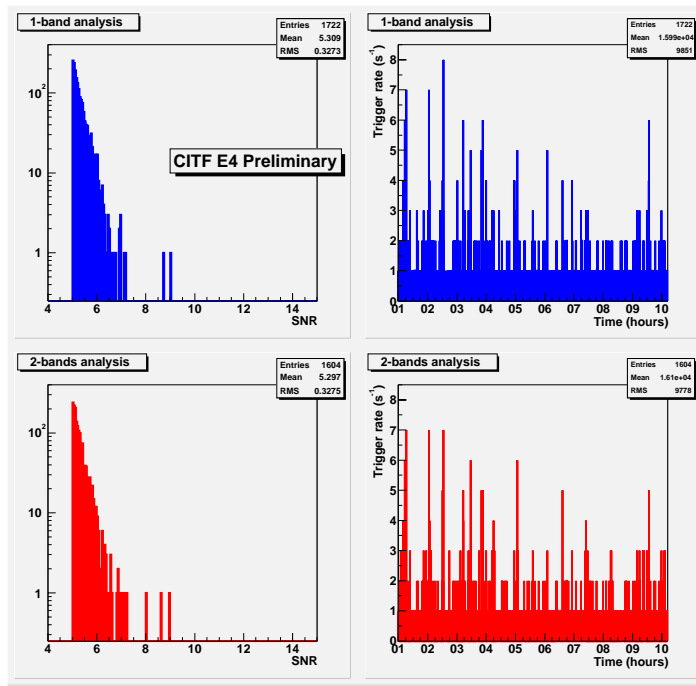 1-band analysis
Entries 1722
Mean 5.309
RMS 0.3273
10²
10
1
CITF E4 Preliminary
4 6 8 10 12 14
SNR
1-band analysis
Entries 1722
Mean 1.599e+04
RMS 9851
Trigger rate (s⁻¹)
8
7
6
5
4
3
2
1
0
01 02 03 04 05 06 07 08 09 10
Time (hours)
2-bands analysis
Entries 1604
Mean 5.297
RMS 0.3275
10²
10
1
4 6 8 10 12 14
SNR
2-bands analysis
Entries 1604
Mean 1.61e+04
RMS 9778
Trigger rate (s⁻¹)
8
7
6
5
4
3
2
1
0
01 02 03 04 05 06 07 08 09 10
Time (hours)